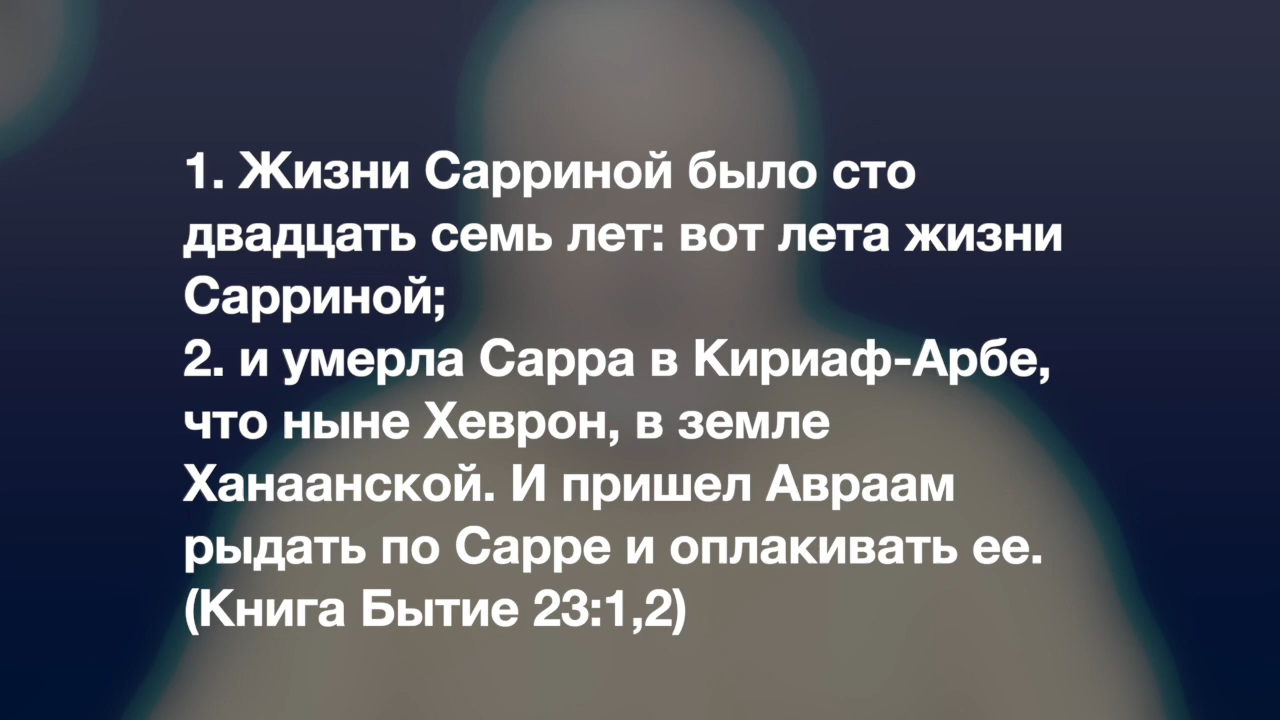 1. Жизни Сарриной было сто
двадцать семь лет: вот лета жизни
Сарриной;
2. и умерла Сарра в Кириаф-Арбе,
что ныне Хеврон, в земле
Ханаанской. И пришел Авраам
рыдать по Сарре и оплакивать ее.
(Книга Бытие 23:1,2)